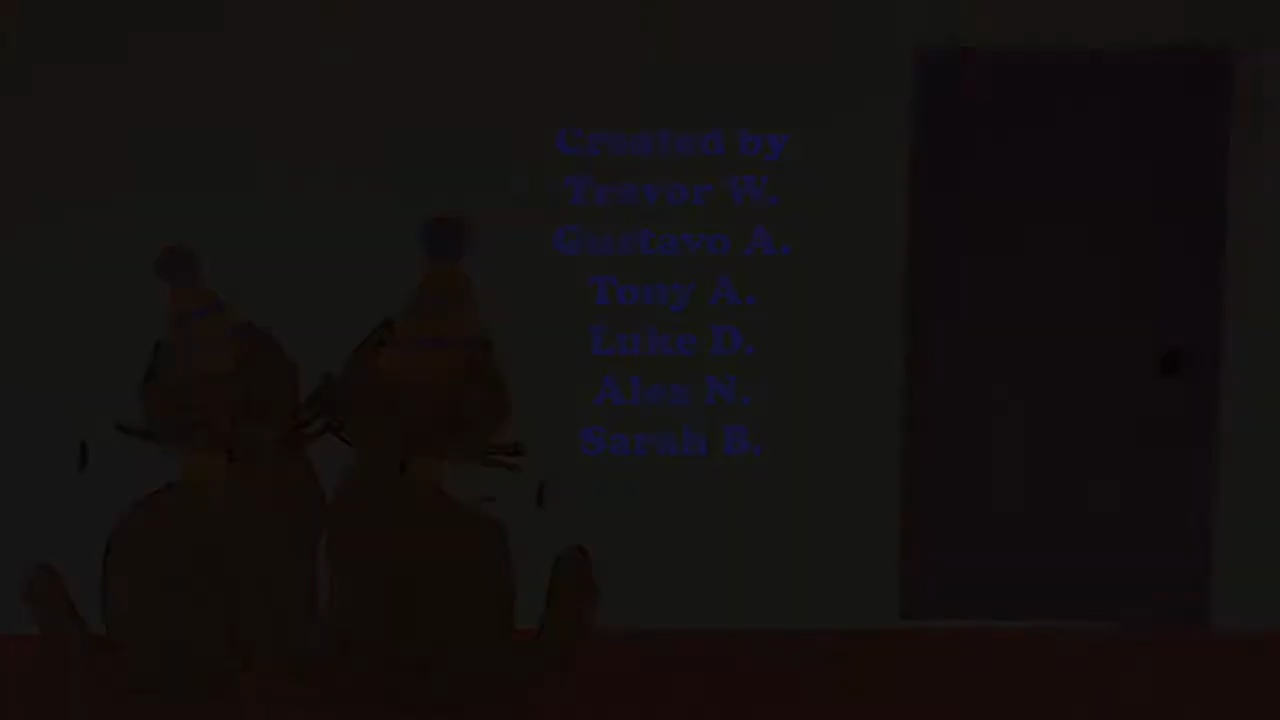 Created by
Trevor W.
Gustavo A.
Tony A.
Luke D.
Alex N.
Sarah B.